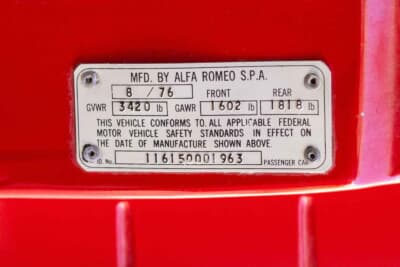 MFD. BY ALFA ROMEO S.P.A.
8 / 76 FRONT REAR
GVWR 3420 lb GAWR 1602 lb 1818 lb
THIS VEHICLE CONFORMS TO ALL APPLICABLE FEDERAL
MOTOR VEHICLE SAFETY STANDARDS IN EFFECT ON
THE DATE OF MANUFACTURE SHOWN ABOVE.
ID. No. 116150001963 PASSENGER CAR